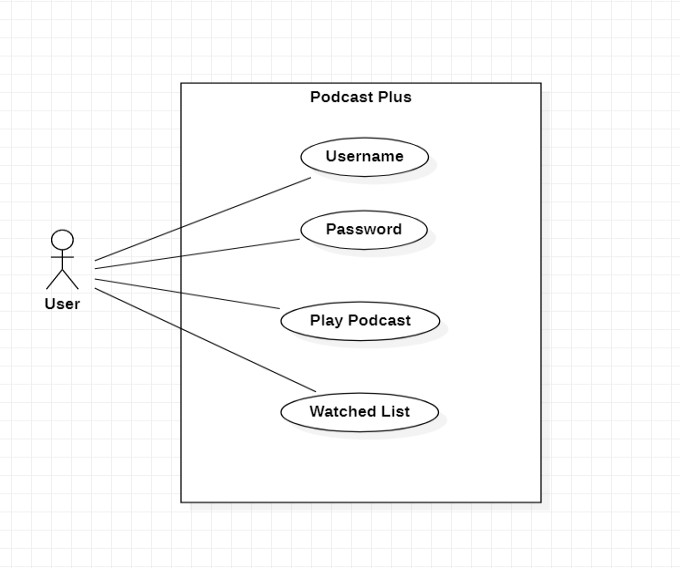 Podcast Plus
Username
Password
User
Play Podcast
Watched List